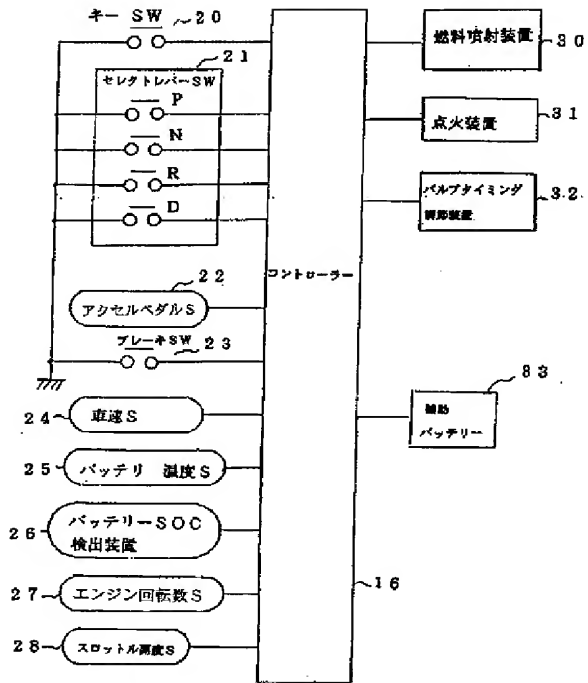 キー SW 20
21
セレクトレバーSW
P
N
R
D
22
アクセルペダルS
ブレーキSW 23
24 車速S
25 バッテリ 温度S
26 バッテリーSOC
検出装置
27 エンジン回転数S
28 スロットル開度S
コントローラー
16
燃料噴射装置 30
点火装置 31
バルブタイミング 32
調節装置
33
補助
バッテリー